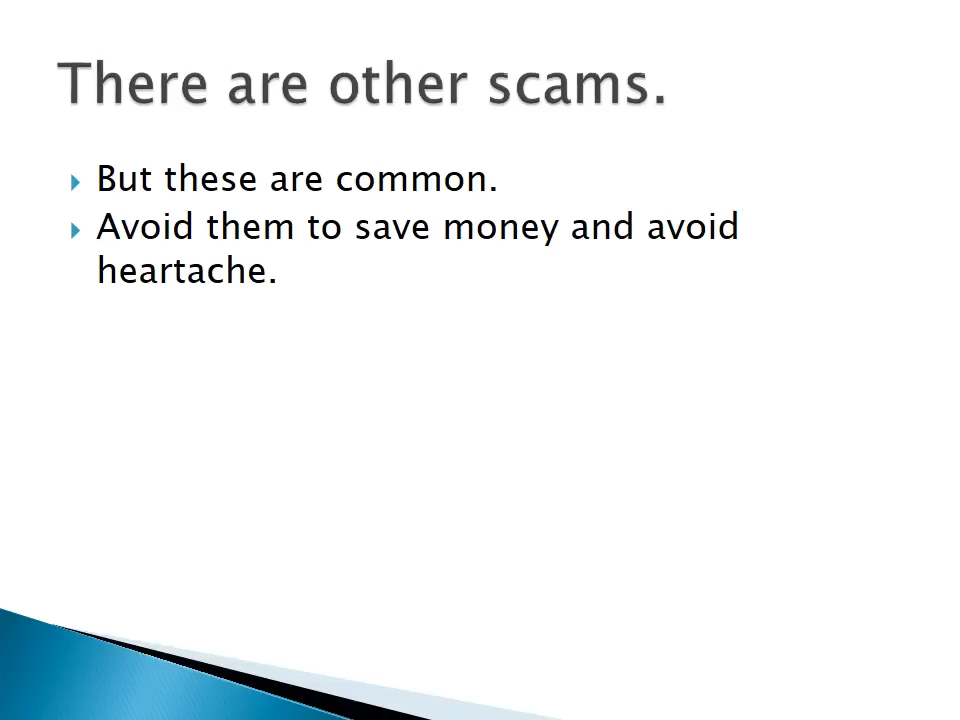 There are other scams.
But these are common.
Avoid them to save money and avoid
heartache.